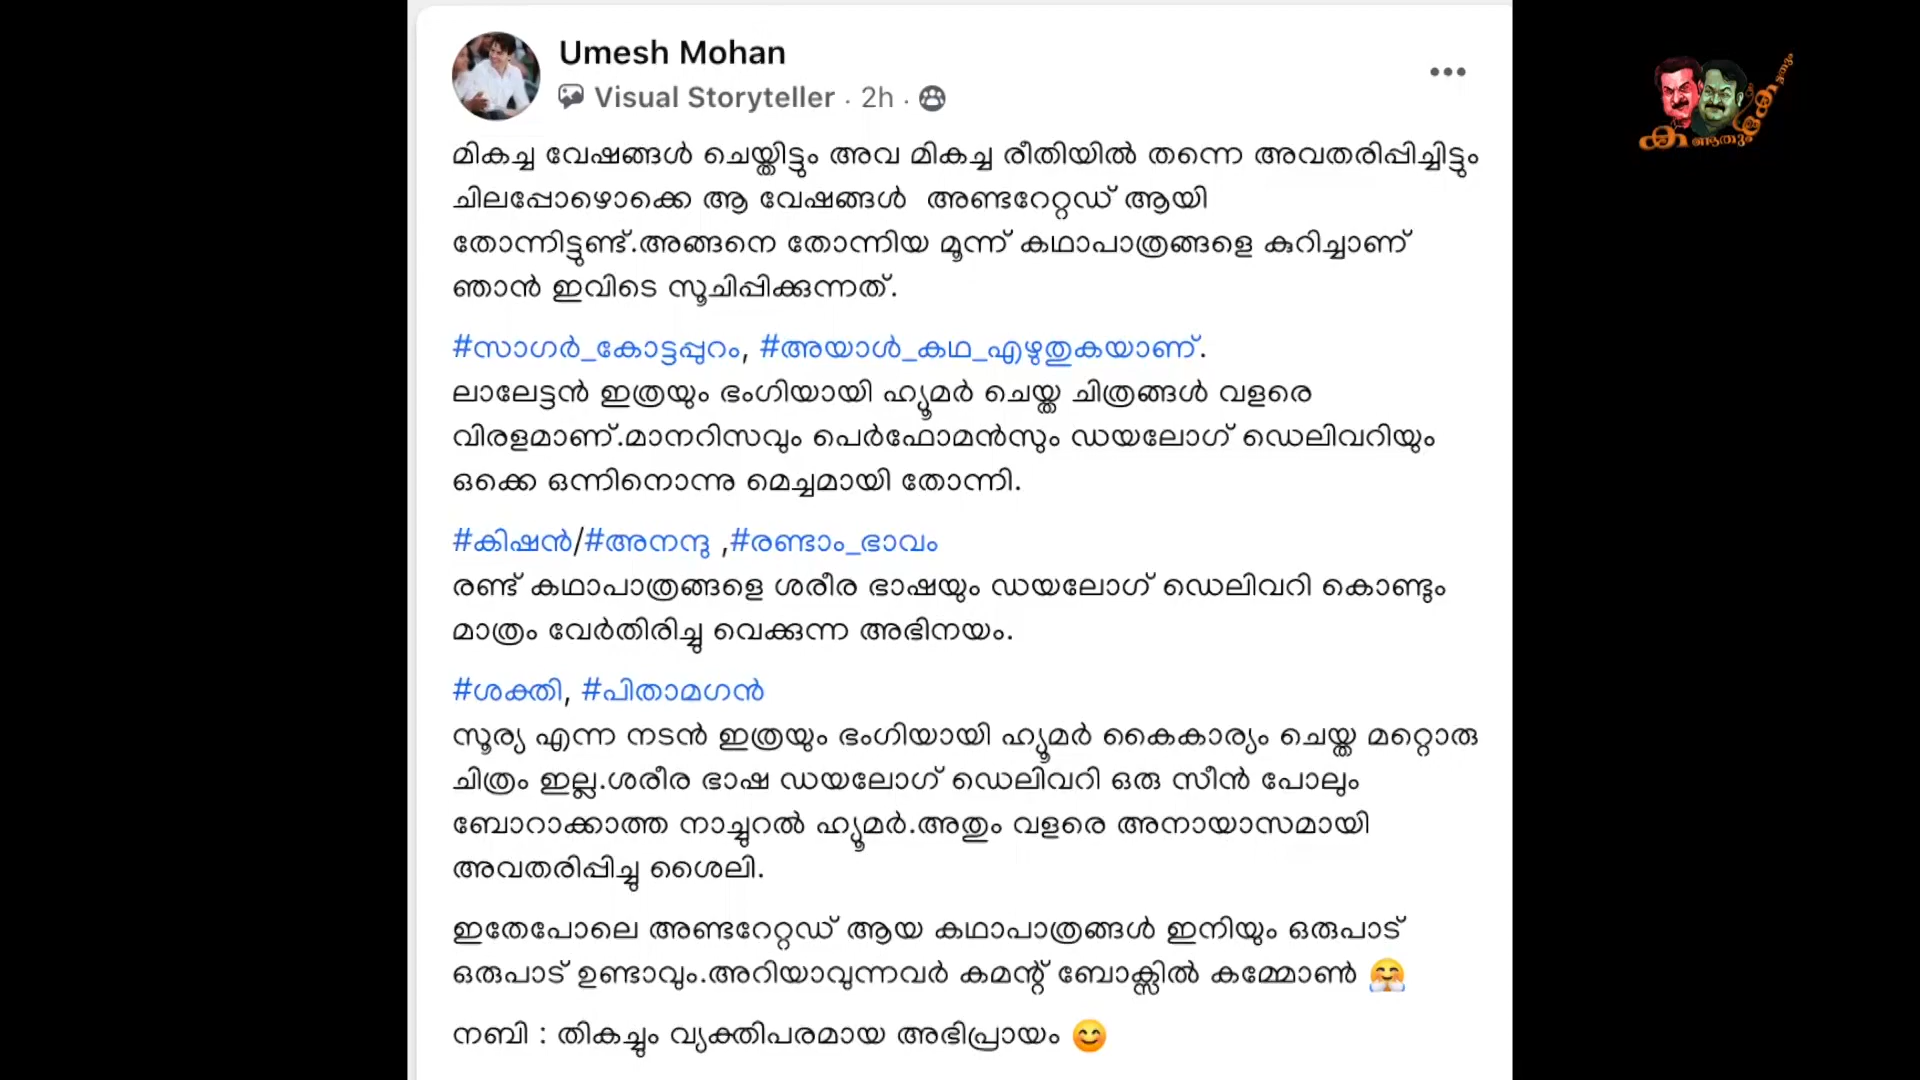 Umesh Mohan
Visual Storyteller · 2h ·
മികച്ച വേഷങ്ങൾ ചെയ്തിട്ടും അവ മികച്ച രീതിയിൽ തന്നെ അവതരിപ്പിച്ചിട്ടും
ചിലപ്പോഴൊക്കെ ആ വേഷങ്ങൾ അണ്ടറേറ്റഡ് ആയി
തോന്നിട്ടുണ്ട്.അങ്ങനെ തോന്നിയ മൂന്ന് കഥാപാത്രങ്ങളെ കുറിച്ചാണ്
ഞാൻ ഇവിടെ സൂചിപ്പിക്കുന്നത്.
#സാഗർ_കോട്ടപ്പുറം, #അയാൾ_കഥ_എഴുതുകയാണ്.
ലാലേട്ടൻ ഇത്രയും ഭംഗിയായി ഹ്യൂമർ ചെയ്ത ചിത്രങ്ങൾ വളരെ
വിരളമാണ്.മാനറിസവും പെർഫോമൻസും ഡയലോഗ് ഡെലിവറിയും
ഒക്കെ ഒന്നിനൊന്നു മെച്ചമായി തോന്നി.
#കിഷൻ/#അനന്ദു ,#രണ്ടാം_ഭാവം
രണ്ട് കഥാപാത്രങ്ങളെ ശരീര ഭാഷയും ഡയലോഗ് ഡെലിവറി കൊണ്ടും
മാത്രം വേർതിരിച്ചു വെക്കുന്ന അഭിനയം.
#ശക്തി, #പിതാമഗൻ
സൂര്യ എന്ന നടൻ ഇത്രയും ഭംഗിയായി ഹ്യൂമർ കൈകാര്യം ചെയ്ത മറ്റൊരു
ചിത്രം ഇല്ല.ശരീര ഭാഷ ഡയലോഗ് ഡെലിവറി ഒരു സീൻ പോലും
ബോറാക്കാത്ത നാച്ചുറൽ ഹ്യൂമർ.അതും വളരെ അനായാസമായി
അവതരിപ്പിച്ചു ശൈലി.
ഇതേപോലെ അണ്ടറേറ്റഡ് ആയ കഥാപാത്രങ്ങൾ ഇനിയും ഒരുപാട്
ഒരുപാട് ഉണ്ടാവും.അറിയാവുന്നവർ കമന്റ് ബോക്സിൽ കമ്മോൺ 🤗
നബി : തികച്ചും വ്യക്തിപരമായ അഭിപ്രായം 😊